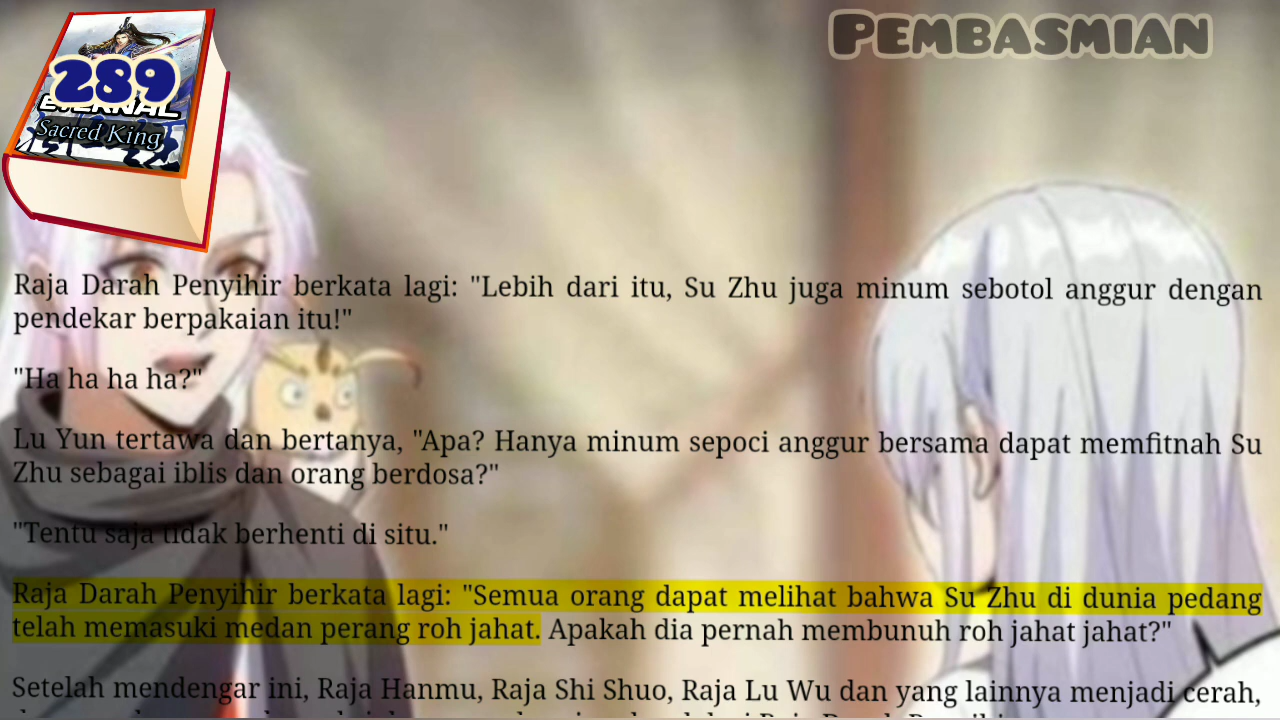 PEMBASMIAN
289
ETERNAL
Sacred King
Raja Darah Penyihir berkata lagi: "Lebih dari itu, Su Zhu juga minum sebotol anggur dengan
pendekar berpakaian itu!"
"Ha ha ha ha?"
Lu Yun tertawa dan bertanya, "Apa? Hanya minum sepoci anggur bersama dapat memfitnah Su
Zhu sebagai iblis dan orang berdosa?"
"Tentu saja tidak berhenti di situ."
Raja Darah Penyihir berkata lagi: "Semua orang dapat melihat bahwa Su Zhu di dunia pedang
telah memasuki medan perang roh jahat. Apakah dia pernah membunuh roh jahat jahat?"
Setelah mendengar ini, Raja Hanmu, Raja Shi Shuo, Raja Lu Wu dan yang lainnya menjadi cerah,